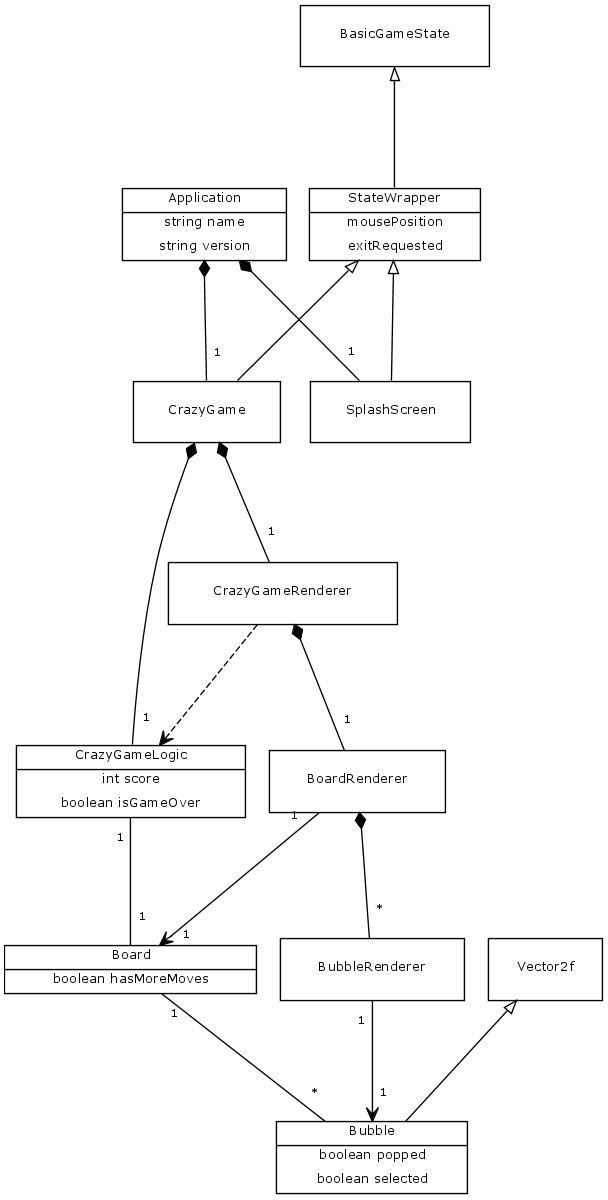 BasicGameState
Application
string name
string version
StateWrapper
mousePosition
exitRequested
1
1
CrazyGame
SplashScreen
1
CrazyGameRenderer
1
1
CrazyGameLogic
int score
boolean isGameOver
BoardRenderer
1
1
*
1
1
Board
boolean hasMoreMoves
BubbleRenderer
Vector2f
1
1
*
1
Bubble
boolean popped
boolean selected